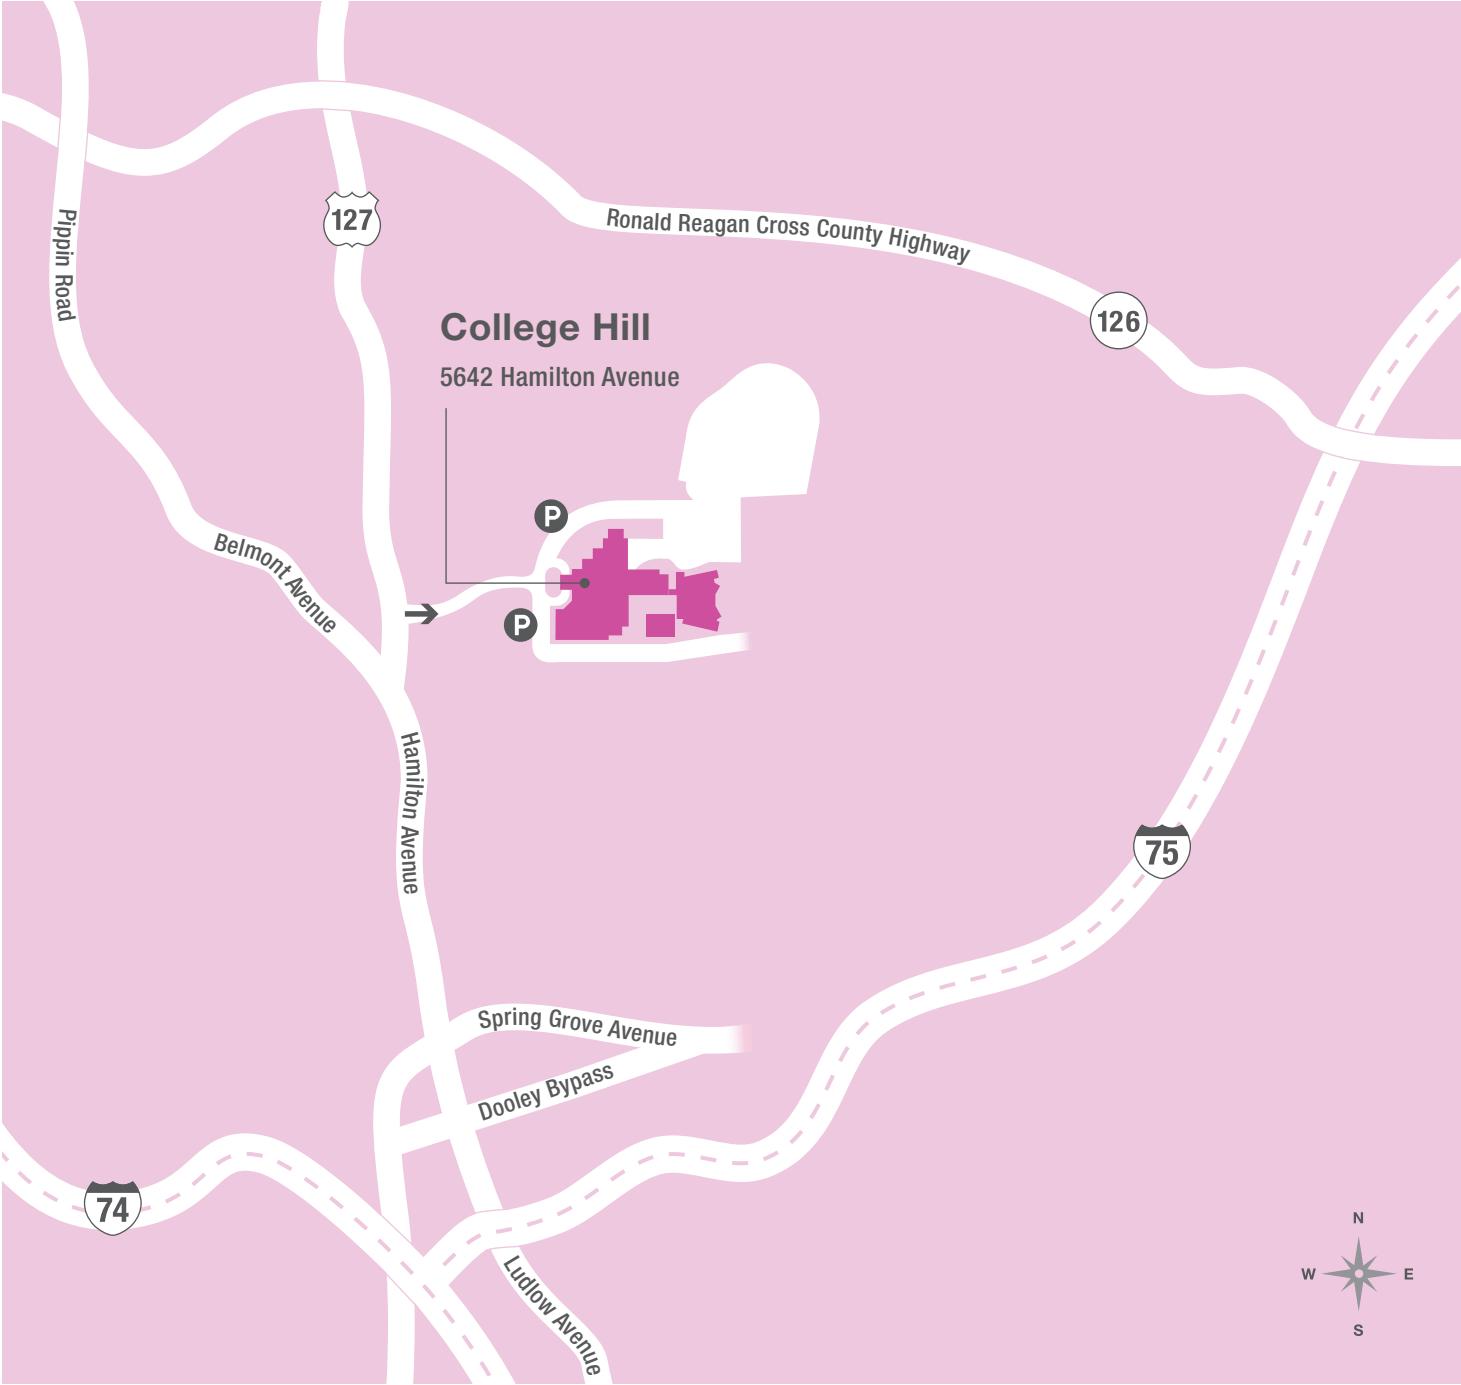 127
Pippin Road
Ronald Reagan Cross County Highway
126
College Hill
5642 Hamilton Avenue
P
Belmont Avenue
P
Hamilton Avenue
75
Spring Grove Avenue
Dooley Bypass
74
Ludlow Avenue
N
W
E
S